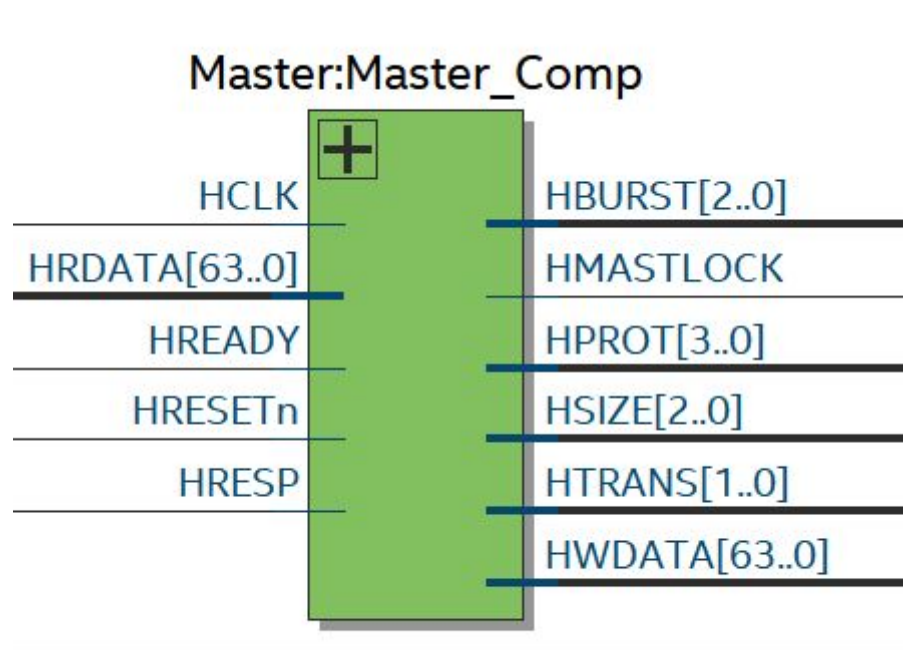 Master:Master_Comp
HCLK
HRDATA[63..0]
HREADY
HRESETn
HRESP
HBURST[2..0]
HMASTLOCK
HPROT[3..0]
HSIZE[2..0]
HTRANS[1..0]
HWDATA[63..0]